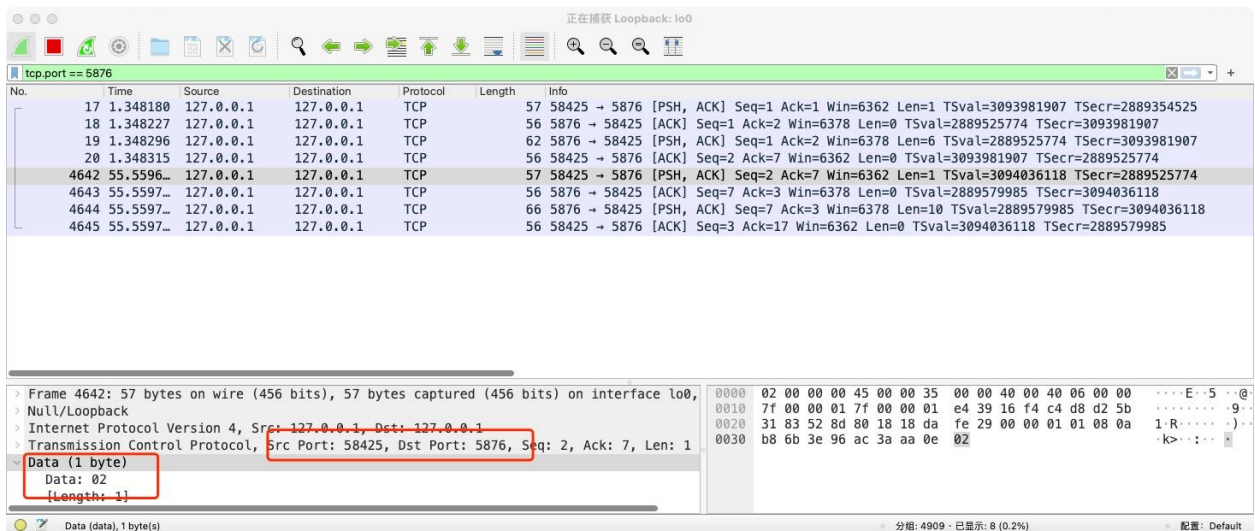 正在捕获 Loopback: lo0
tcp.port == 5876
No. Time Source Destination Protocol Length Info
17 1.348180 127.0.0.1 127.0.0.1 TCP 57 58425 → 5876 [PSH, ACK] Seq=1 Ack=1 Win=6362 Len=1 TSval=3093981907 TSecr=2889354525
18 1.348227 127.0.0.1 127.0.0.1 TCP 56 5876 → 58425 [ACK] Seq=1 Ack=2 Win=6378 Len=0 TSval=2889525774 TSecr=3093981907
19 1.348296 127.0.0.1 127.0.0.1 TCP 62 5876 → 58425 [PSH, ACK] Seq=1 Ack=2 Win=6378 Len=6 TSval=2889525774 TSecr=3093981907
20 1.348315 127.0.0.1 127.0.0.1 TCP 56 58425 → 5876 [ACK] Seq=2 Ack=7 Win=6362 Len=0 TSval=3093981907 TSecr=2889525774
4642 55.5596… 127.0.0.1 127.0.0.1 TCP 57 58425 → 5876 [PSH, ACK] Seq=2 Ack=7 Win=6362 Len=1 TSval=3094036118 TSecr=2889525774
4643 55.5597… 127.0.0.1 127.0.0.1 TCP 56 5876 → 58425 [ACK] Seq=7 Ack=3 Win=6378 Len=0 TSval=2889579985 TSecr=3094036118
4644 55.5597… 127.0.0.1 127.0.0.1 TCP 66 5876 → 58425 [PSH, ACK] Seq=7 Ack=3 Win=6378 Len=10 TSval=2889579985 TSecr=3094036118
4645 55.5597… 127.0.0.1 127.0.0.1 TCP 56 58425 → 5876 [ACK] Seq=3 Ack=17 Win=6362 Len=0 TSval=3094036118 TSecr=2889579985
Frame 4642: 57 bytes on wire (456 bits), 57 bytes captured (456 bits) on interface lo0,
Null/Loopback
Internet Protocol Version 4, Src: 127.0.0.1, Dst: 127.0.0.1
Transmission Control Protocol, Src Port: 58425, Dst Port: 5876, Seq: 2, Ack: 7, Len: 1
Data (1 byte)
Data: 02
[Length: 1]
0000 02 00 00 00 45 00 00 35 00 00 40 00 40 06 00 00 ····E··5 ··@·
0010 7f 00 00 01 7f 00 00 01 e4 39 16 f4 c4 d8 d2 5b ········ ·9··
0020 31 83 52 8d 80 18 18 da fe 29 00 00 01 01 08 0a 1·R····· ·)··
0030 b8 6b 3e 96 ac 3a aa 0e 02 ·k>··:·· ·
Data (data), 1 byte(s)
分组: 4909 · 已显示: 8 (0.2%)
配置: Default